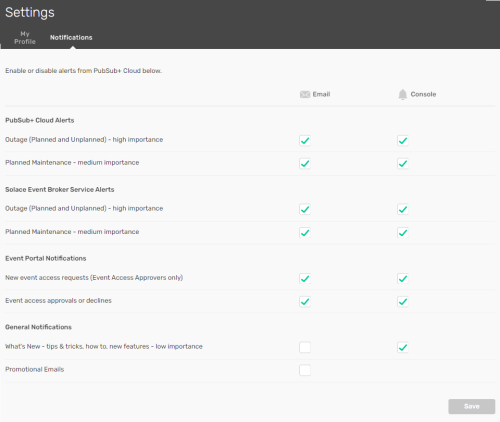 Settings
My Profile
Notifications
Enable or disable alerts from PubSub+ Cloud below.
Email Console
PubSub+ Cloud Alerts
Outage (Planned and Unplanned) - high importance
Planned Maintenance - medium importance
Solace Event Broker Service Alerts
Outage (Planned and Unplanned) - high importance
Planned Maintenance - medium importance
Event Portal Notifications
New event access requests (Event Access Approvers only)
Event access approvals or declines
General Notifications
What's New - tips & tricks, how to, new features - low importance
Promotional Emails
Save